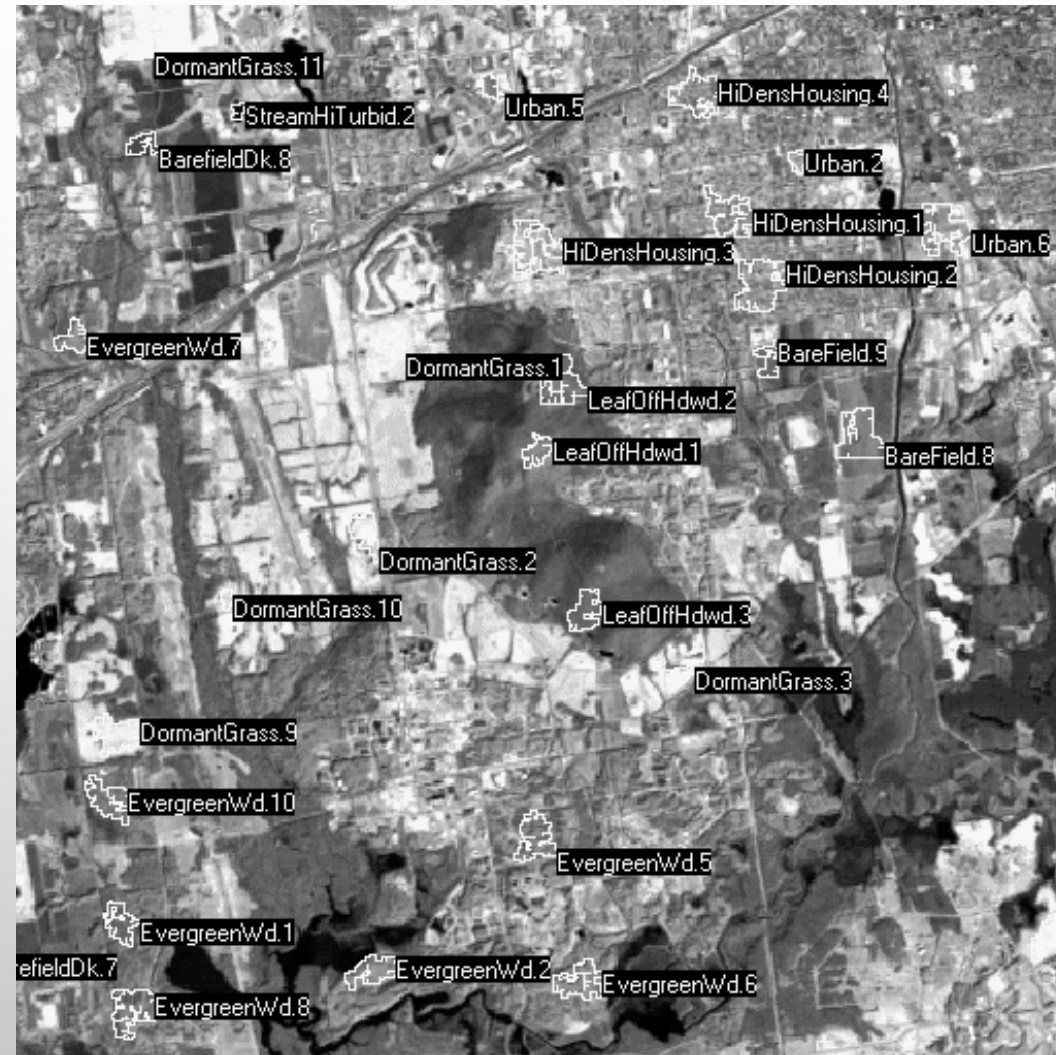 DormantGrass.11
HiDensHousing.4
Urban.5
StreamHiTurbid.2
BarefieldDk.8
Urban.2
HiDensHousing.1
Urban.6
HiDensHousing.3
HiDensHousing.2
EvergreenWd.7
BareField.9
DormantGrass.1
LeafOffHdwd.2
LeafOffHdwd.1
BareField.8
DormantGrass.2
DormantGrass.10
LeafOffHdwd.3
DormantGrass.3
DormantGrass.9
EvergreenWd.10
EvergreenWd.5
EvergreenWd.1
refieldDk.7
EvergreenWd.2
EvergreenWd.6
EvergreenWd.8